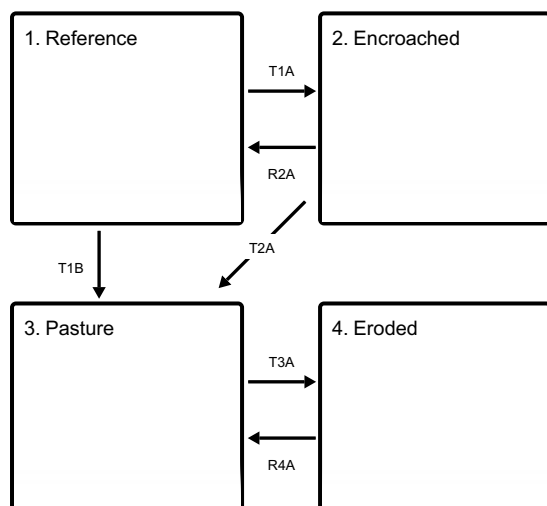 1. Reference
2. Encroached
T1A
R2A
T1B
T2A
3. Pasture
4. Eroded
T3A
R4A